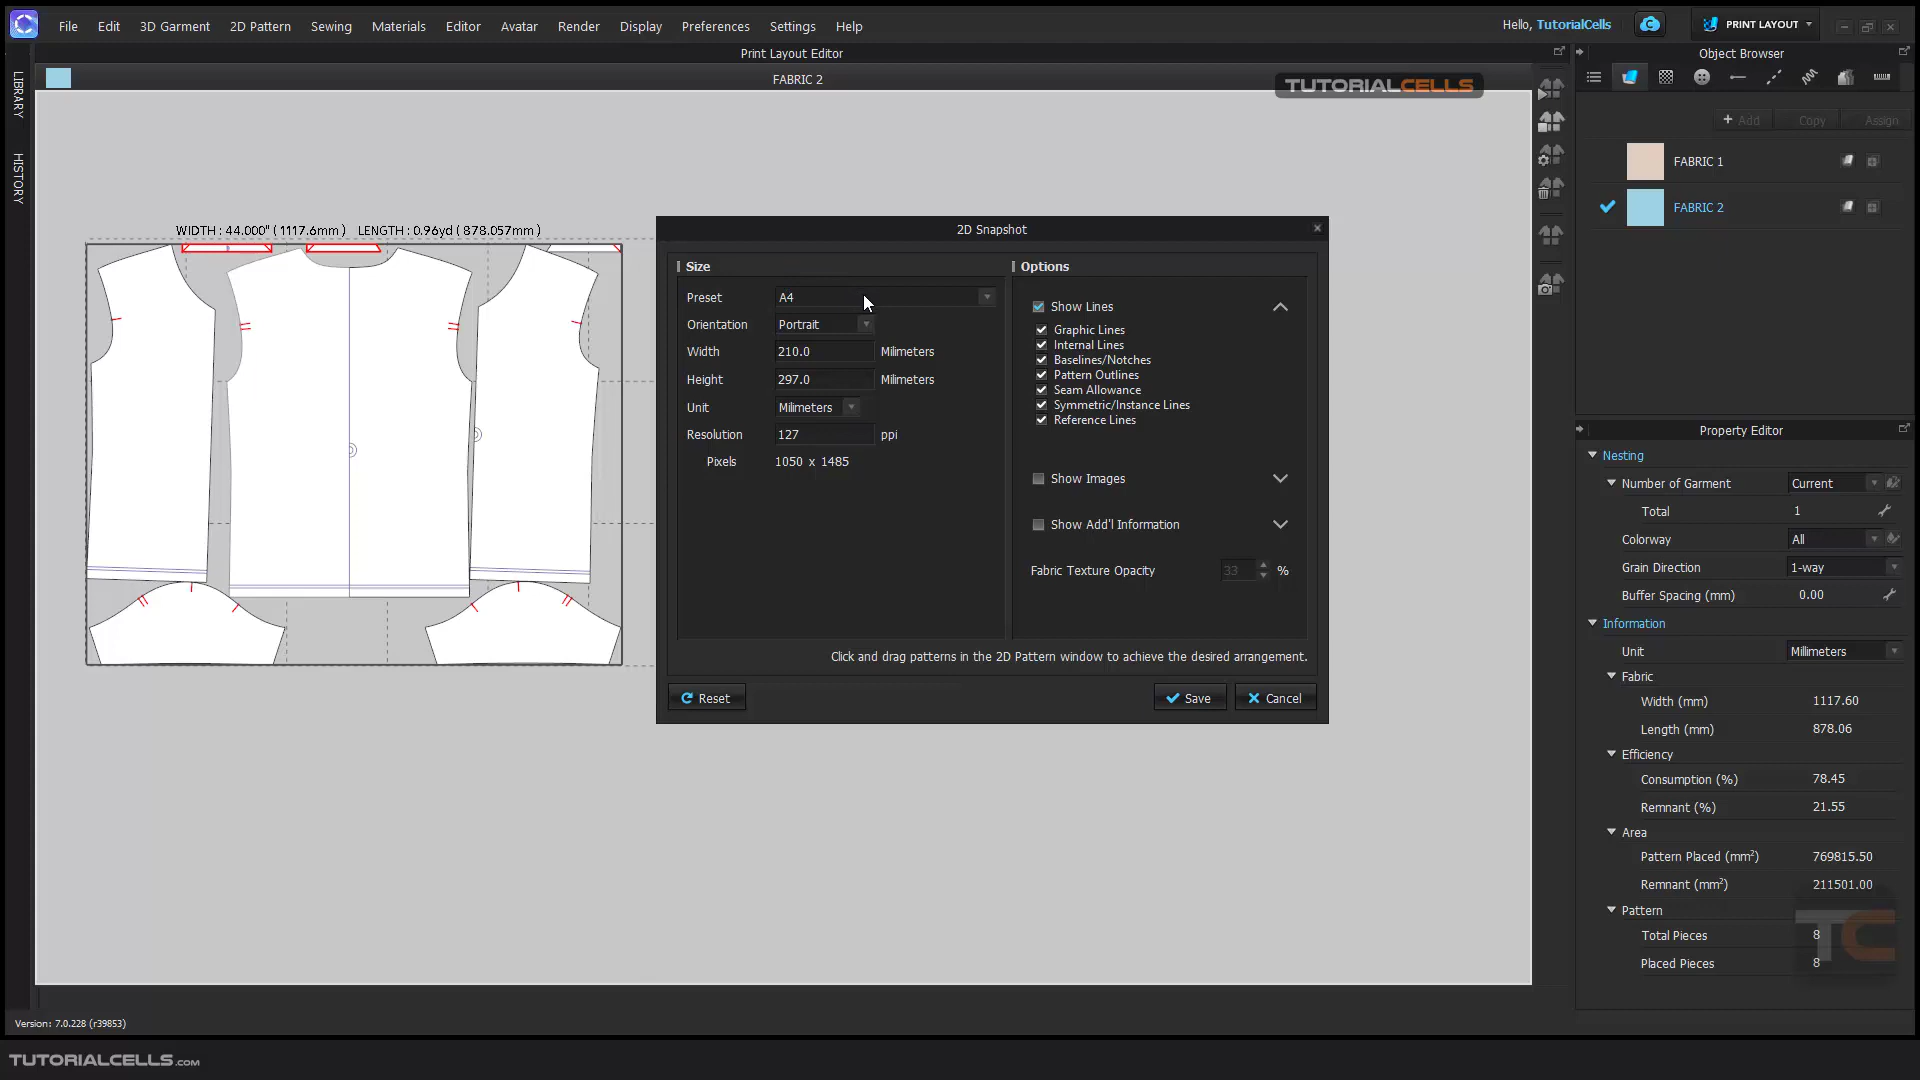 File Edit 3D Garment 2D Pattern Sewing Materials Editor Avatar Render Display Preferences Settings Help
Hello, TutorialCells
PRINT LAYOUT
LIBRARY
HISTORY
Print Layout Editor
FABRIC 2
TUTORIALCELLS
WIDTH : 44.000" ( 1117.6mm ) LENGTH : 0.96yd ( 878.057mm )
2D Snapshot
Size
Preset A4
Orientation Portrait
Width 210.0 Milimeters
Height 297.0 Milimeters
Unit Milimeters
Resolution 127 ppi
Pixels 1050 x 1485
Options
Show Lines
Graphic Lines
Internal Lines
Baselines/Notches
Pattern Outlines
Seam Allowance
Symmetric/Instance Lines
Reference Lines
Show Images
Show Add'l Information
Fabric Texture Opacity 33 %
Click and drag patterns in the 2D Pattern window to achieve the desired arrangement.
Reset
Save
Cancel
Object Browser
+ Add Copy Assign
FABRIC 1
FABRIC 2
Property Editor
Nesting
Number of Garment Current
Total 1
Colorway All
Grain Direction 1-way
Buffer Spacing (mm) 0.00
Information
Unit Millimeters
Fabric
Width (mm) 1117.60
Length (mm) 878.06
Efficiency
Consumption (%) 78.45
Remnant (%) 21.55
Area
Pattern Placed (mm²) 769815.50
Remnant (mm²) 211501.00
Pattern
Total Pieces 8
Placed Pieces 8
TC
Version: 7.0.228 (r39853)
TUTORIALCELLS.COM